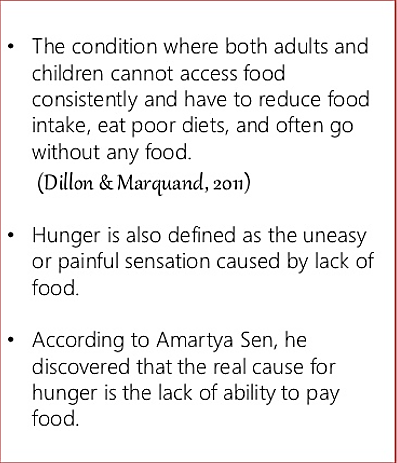 • The condition where both adults and
children cannot access food
consistently and have to reduce food
intake, eat poor diets, and often go
without any food.
(Dillon & Marquand, 2011)
• Hunger is also defined as the uneasy
or painful sensation caused by lack of
food.
• According to Amartya Sen, he
discovered that the real cause for
hunger is the lack of ability to pay
food.